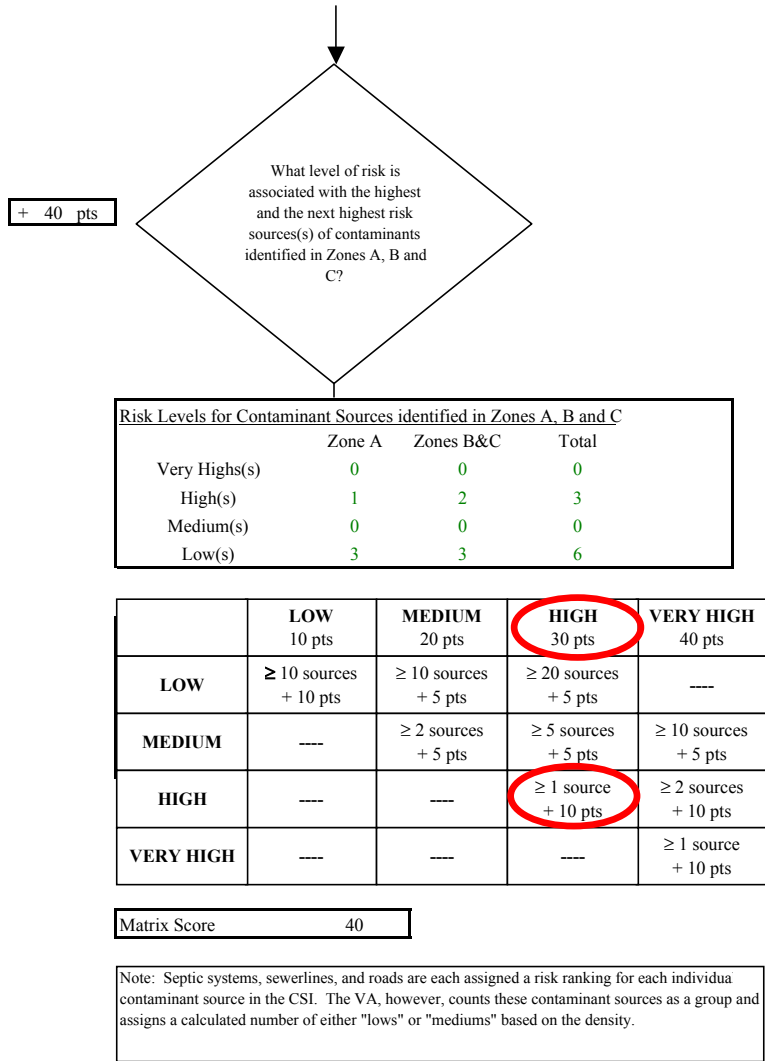 What level of risk is
associated with the highest
and the next highest risk
sources(s) of contaminants
identified in Zones A, B and
C?
+ 40 pts
Risk Levels for Contaminant Sources identified in Zones A, B and C
Zone A Zones B&C Total
Very Highs(s) 0 0 0
High(s) 1 2 3
Medium(s) 0 0 0
Low(s) 3 3 6
LOW MEDIUM HIGH VERY HIGH
10 pts 20 pts 30 pts 40 pts
LOW ≥ 10 sources ≥ 10 sources ≥ 20 sources ----
+ 10 pts + 5 pts + 5 pts
MEDIUM ---- ≥ 2 sources ≥ 5 sources ≥ 10 sources
+ 5 pts + 5 pts + 5 pts
HIGH ---- ---- ≥ 1 source ≥ 2 sources
+ 10 pts + 10 pts
VERY HIGH ---- ---- ---- ≥ 1 source
+ 10 pts
Matrix Score 40
Note: Septic systems, sewerlines, and roads are each assigned a risk ranking for each individua
contaminant source in the CSI. The VA, however, counts these contaminant sources as a group and
assigns a calculated number of either "lows" or "mediums" based on the density.